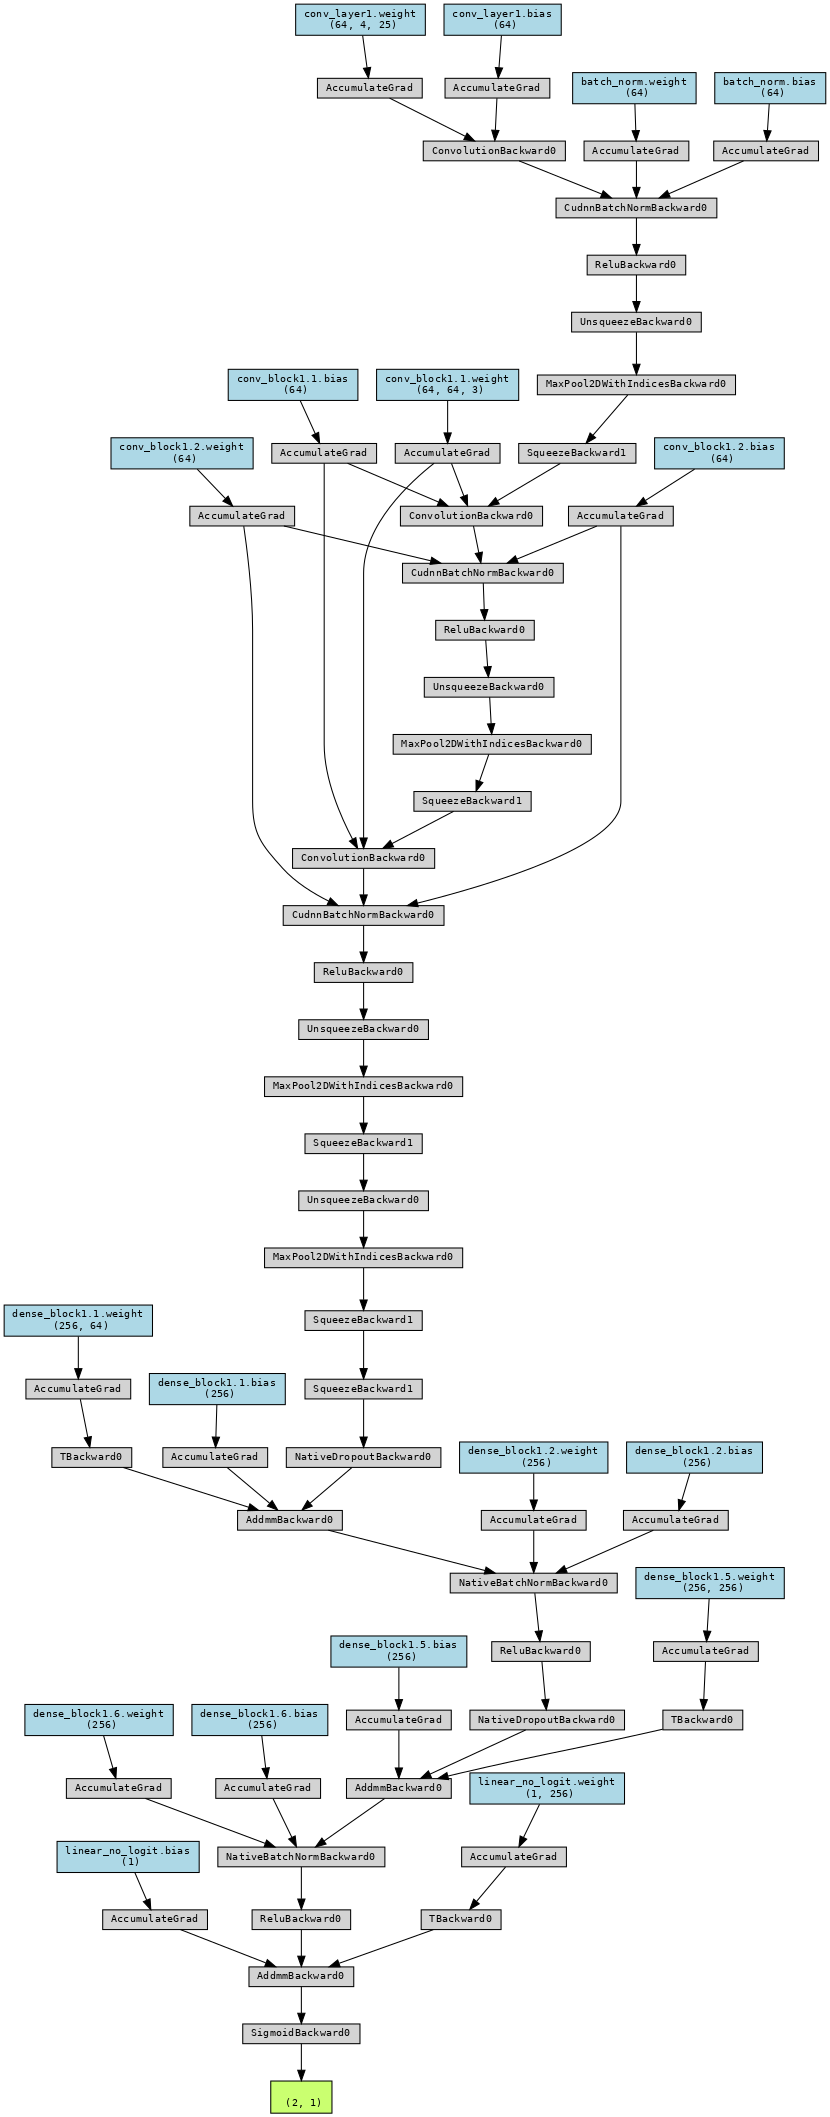 conv_layer1.weight
(64, 4, 25)
conv_layer1.bias
(64)
AccumulateGrad
AccumulateGrad
batch_norm.weight
(64)
batch_norm.bias
(64)
ConvolutionBackward0
AccumulateGrad
AccumulateGrad
CudnnBatchNormBackward0
ReluBackward0
UnsqueezeBackward0
MaxPool2DWithIndicesBackward0
conv_block1.1.bias
(64)
conv_block1.1.weight
(64, 64, 3)
conv_block1.2.weight
(64)
AccumulateGrad
AccumulateGrad
SqueezeBackward1
conv_block1.2.bias
(64)
AccumulateGrad
ConvolutionBackward0
AccumulateGrad
CudnnBatchNormBackward0
ReluBackward0
UnsqueezeBackward0
MaxPool2DWithIndicesBackward0
SqueezeBackward1
ConvolutionBackward0
CudnnBatchNormBackward0
ReluBackward0
UnsqueezeBackward0
MaxPool2DWithIndicesBackward0
SqueezeBackward1
UnsqueezeBackward0
MaxPool2DWithIndicesBackward0
dense_block1.1.weight
(256, 64)
SqueezeBackward1
AccumulateGrad
dense_block1.1.bias
(256)
SqueezeBackward1
TBackward0
AccumulateGrad
NativeDropoutBackward0
dense_block1.2.weight
(256)
dense_block1.2.bias
(256)
AddmmBackward0
AccumulateGrad
AccumulateGrad
NativeBatchNormBackward0
dense_block1.5.weight
(256, 256)
dense_block1.5.bias
(256)
ReluBackward0
AccumulateGrad
dense_block1.6.weight
(256)
dense_block1.6.bias
(256)
AccumulateGrad
NativeDropoutBackward0
TBackward0
AccumulateGrad
AccumulateGrad
AddmmBackward0
linear_no_logit.weight
(1, 256)
linear_no_logit.bias
(1)
NativeBatchNormBackward0
AccumulateGrad
AccumulateGrad
ReluBackward0
TBackward0
AddmmBackward0
SigmoidBackward0
(2, 1)